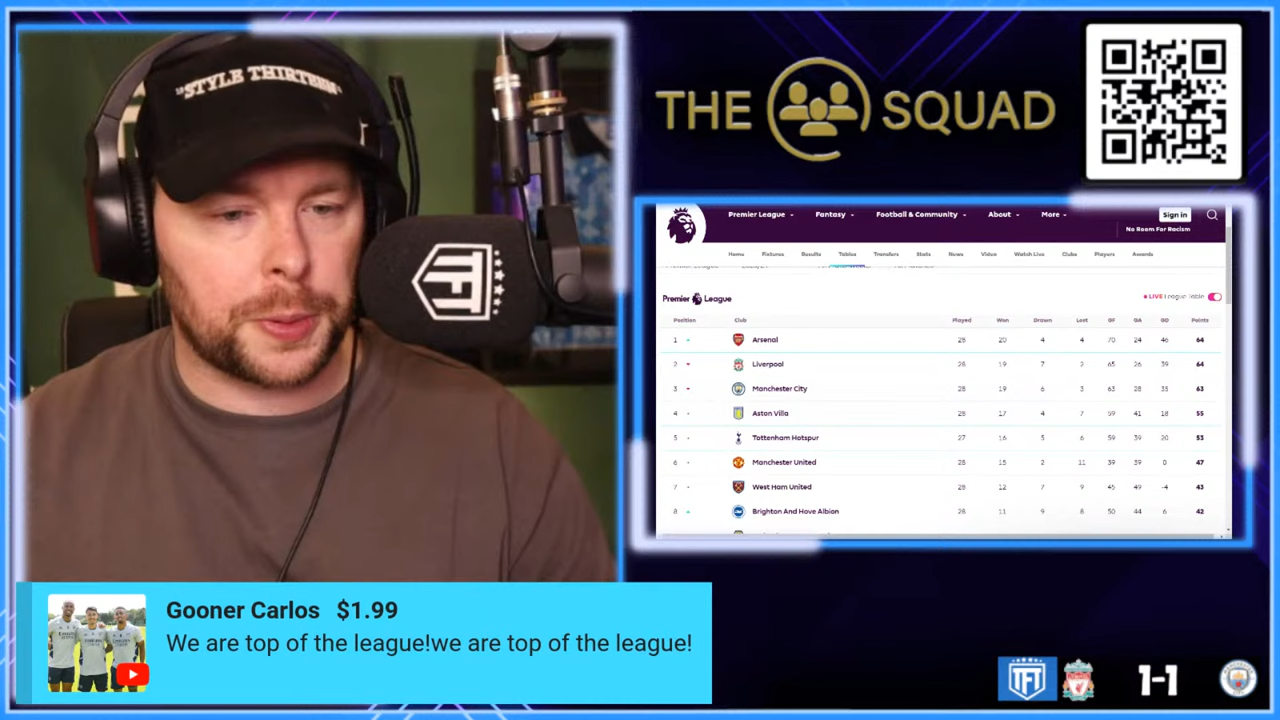 "STYLE THIRTEEN"
TFT
THE SQUAD
Premier League Fantasy Football & Community About More Sign in
No Room For Racism
Home Fixtures Results Tables Transfers Stats News Video Watch Live Clubs Players Awards
Premier League
LIVE League Table
Position Club Played Won Drawn Lost GF GA GD Points
1 Arsenal 28 20 4 4 70 24 46 64
2 Liverpool 28 19 7 2 65 26 39 64
3 Manchester City 28 19 6 3 63 28 35 63
4 Aston Villa 28 17 4 7 59 41 18 55
5 Tottenham Hotspur 27 16 5 6 59 39 20 53
6 Manchester United 28 15 2 11 39 39 0 47
7 West Ham United 28 12 7 9 45 49 -4 43
8 Brighton And Hove Albion 28 11 9 8 50 44 6 42
Gooner Carlos $1.99
We are top of the league!we are top of the league!
TFT 1-1